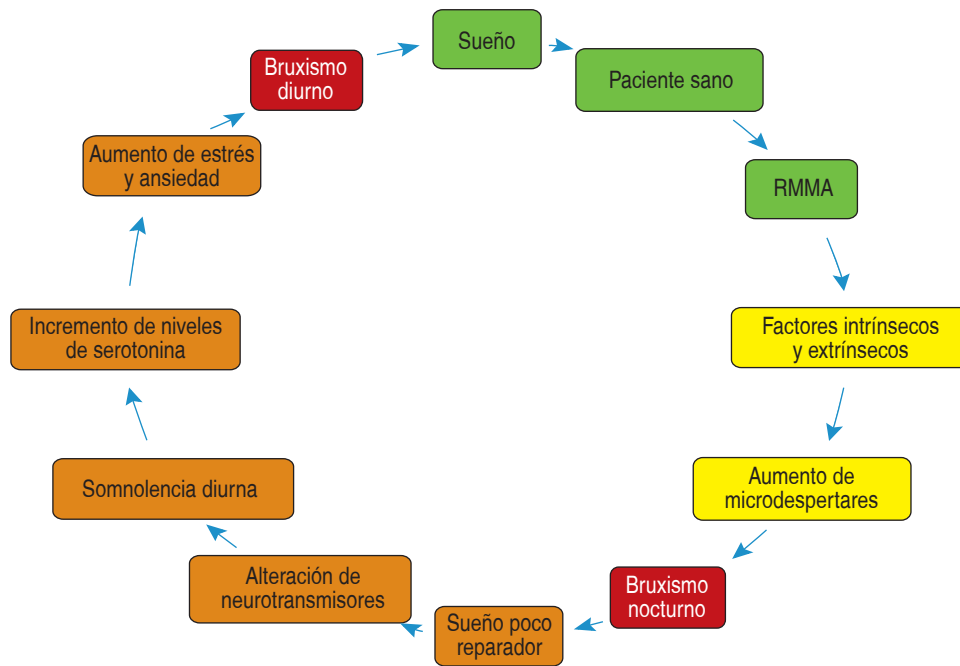 Sueño
Paciente sano
RMMA
Factores intrínsecos
y extrínsecos
Aumento de
microdespertares
Bruxismo
nocturno
Sueño poco
reparador
Alteración de
neurotransmisores
Somnolencia diurna
Incremento de niveles
de serotonina
Aumento de estrés
y ansiedad
Bruxismo
diurno